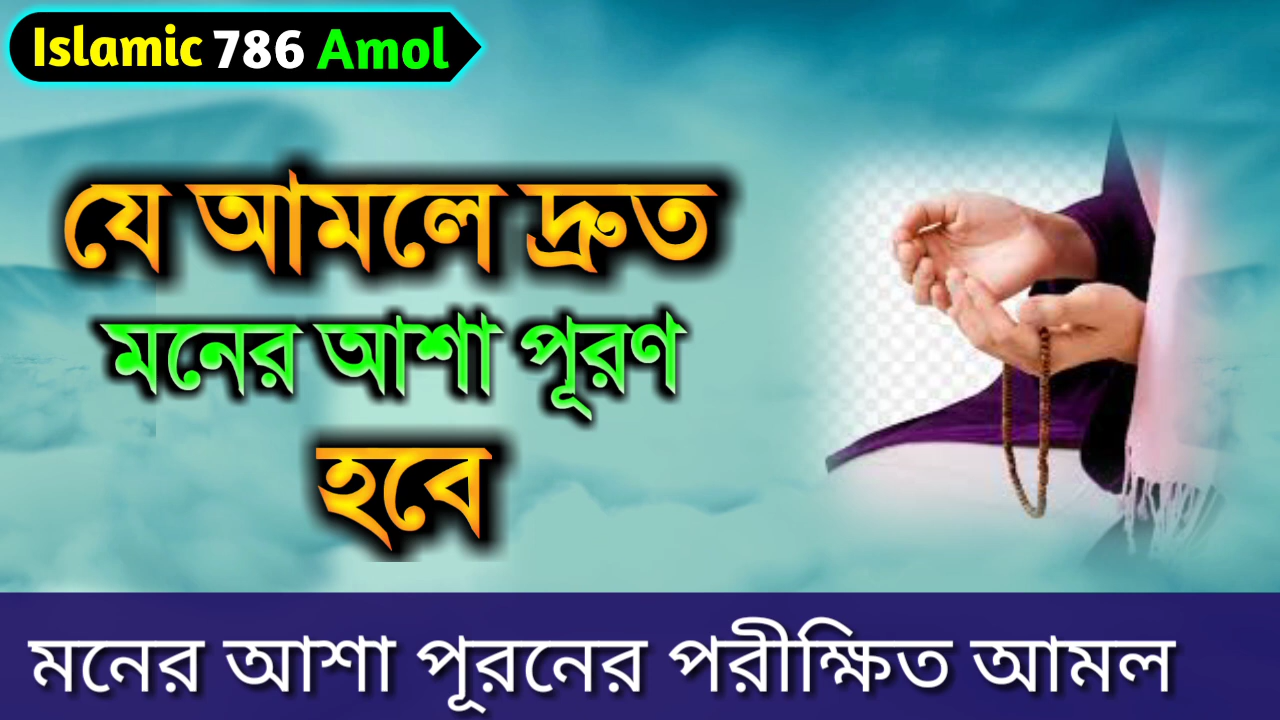 Islamic 786 Amol
যে আমলে দ্রুত
মনের আশা পূরণ
হবে
মনের আশা পূরনের পরীক্ষিত আমল